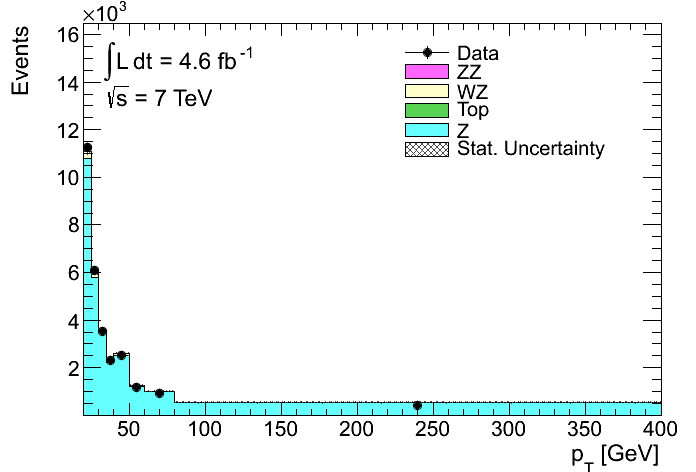 ×10³
Events
16
14
12
10
8
6
4
2
∫L dt = 4.6 fb⁻¹
√s = 7 TeV
Data
ZZ
WZ
Top
Z
Stat. Uncertainty
50 100 150 200 250 300 350 400
p_T [GeV]